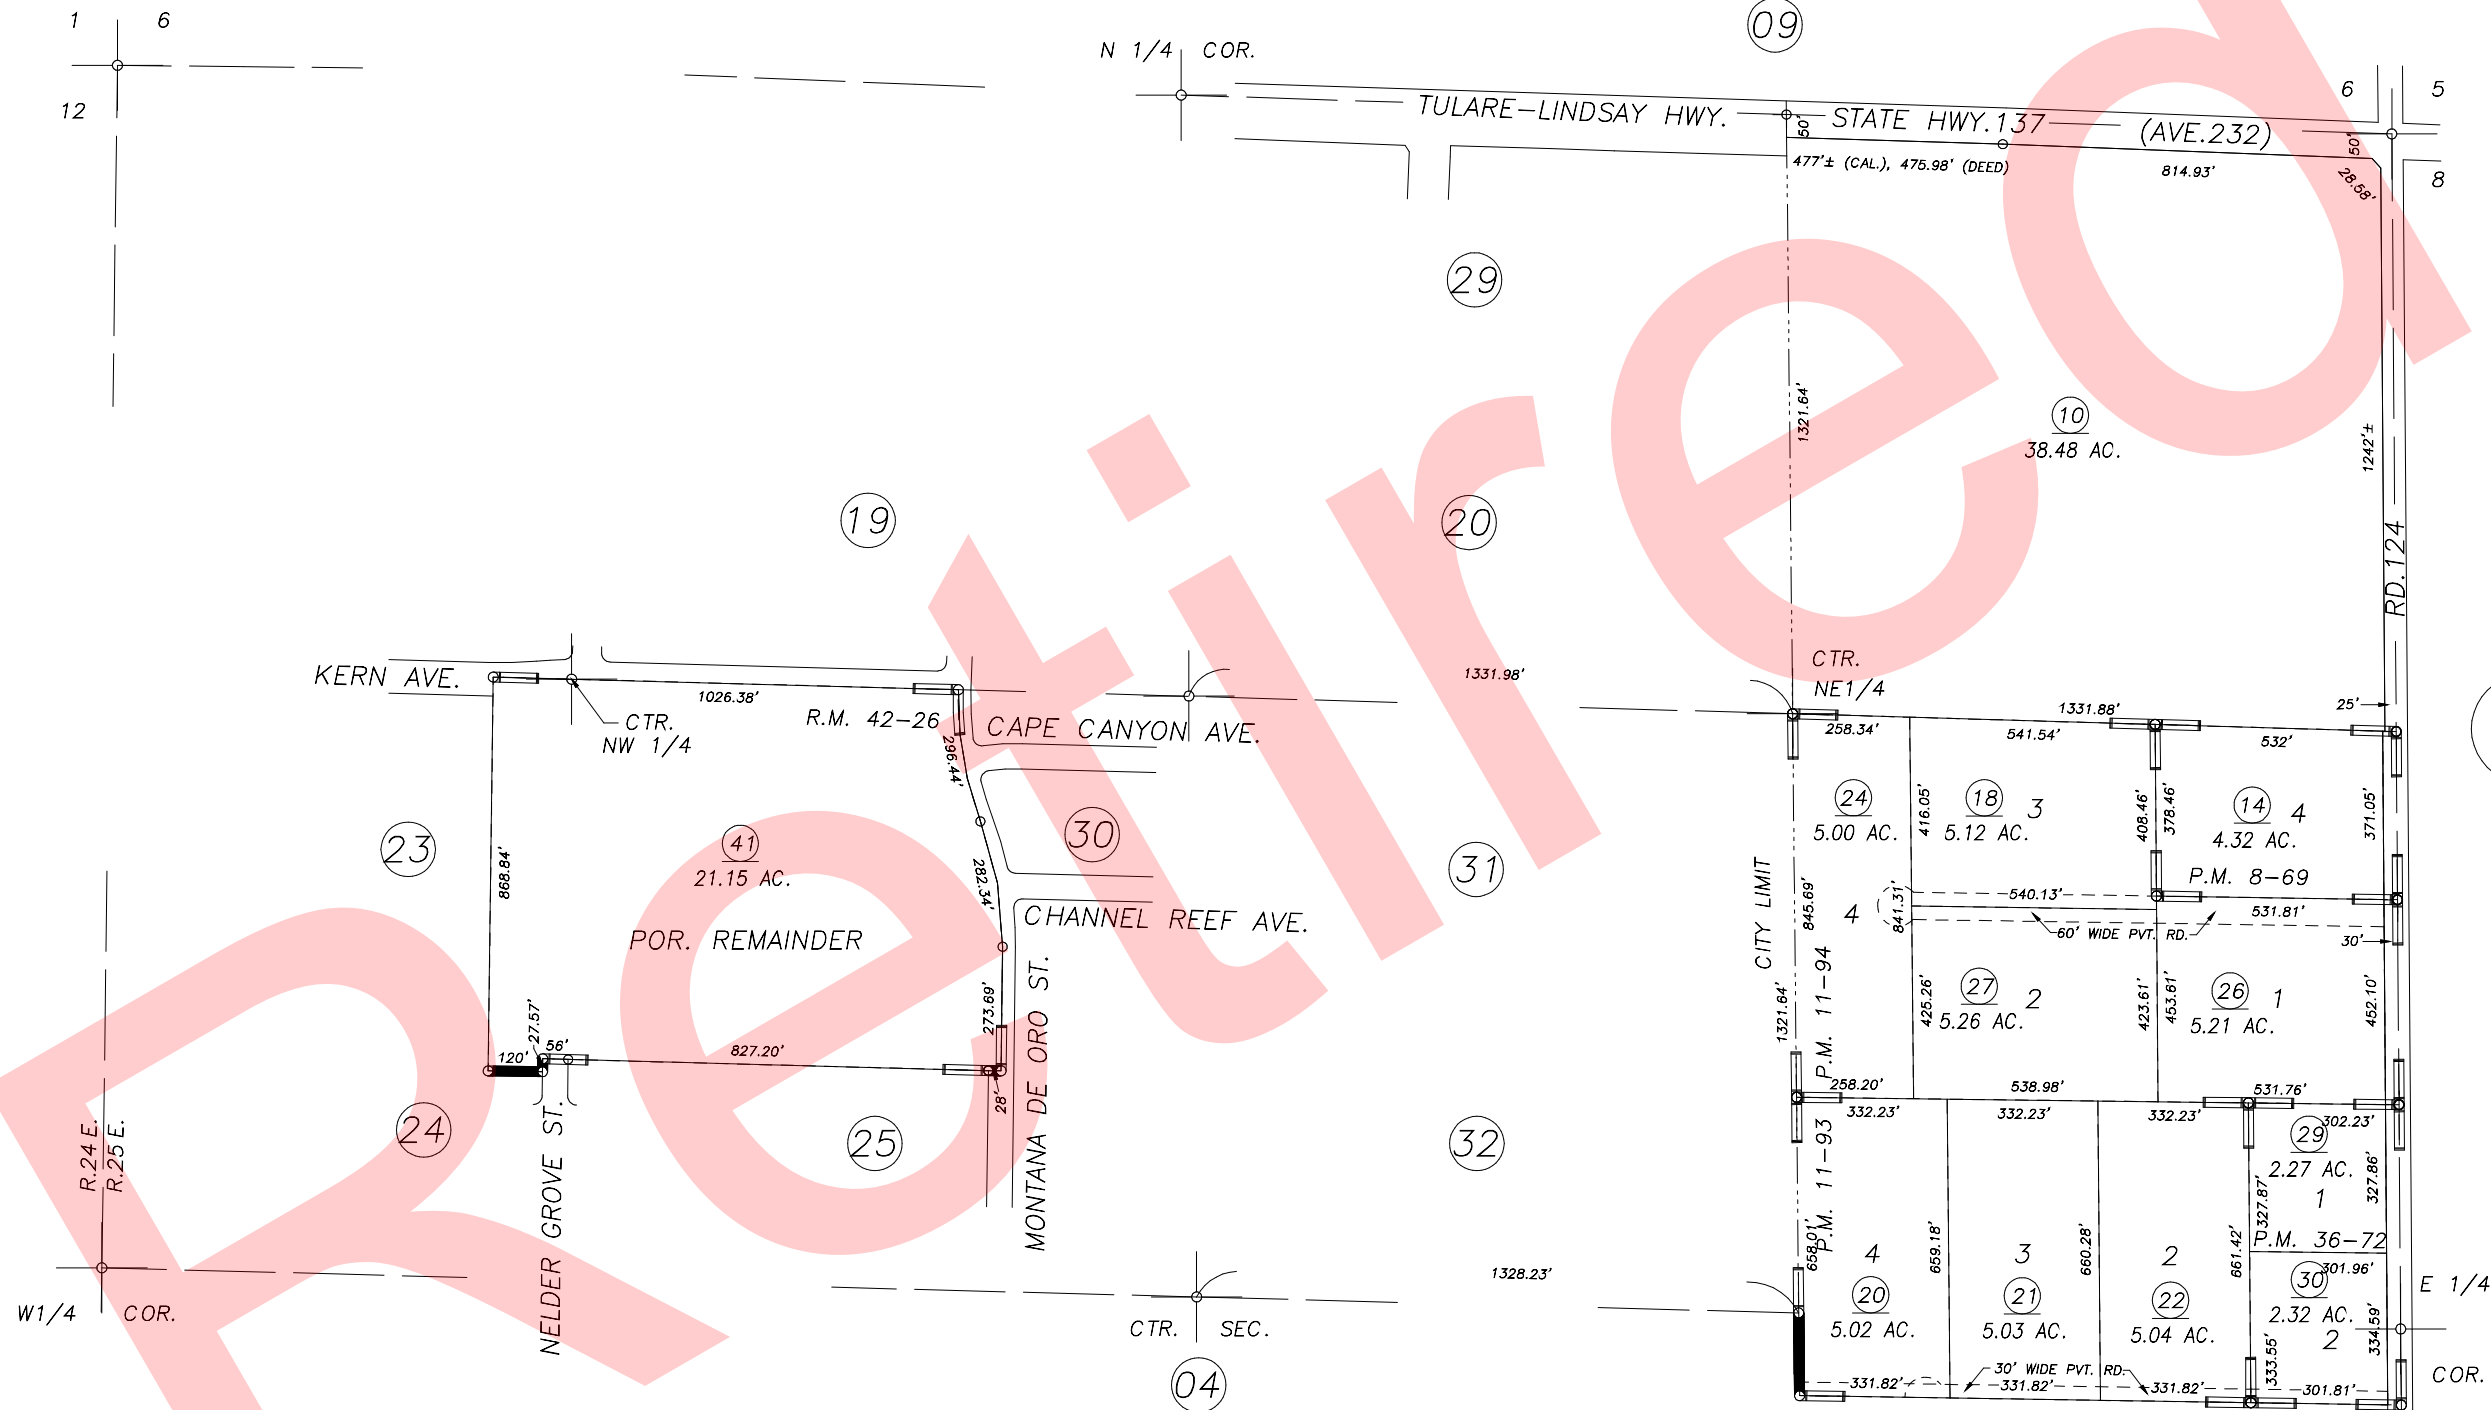 1 6
12
N 1/4 COR.
09
TULARE-LINDSAY HWY.
STATE HWY.137
(AVE.232)
6 5
8
50'
50'
477'± (CAL.), 475.98' (DEED)
814.93'
28.58'
29
1321.64'
10
38.48 AC.
1242'±
RD.124
19
20
KERN AVE.
1026.38'
CTR.
NW 1/4
R.M. 42-26
CAPE CANYON AVE.
296.44'
1331.98'
CTR.
NE1/4
1331.88'
25'
258.34'
541.54'
532'
23
868.84'
41
21.15 AC.
POR. REMAINDER
282.34'
30
31
CHANNEL REEF AVE.
273.69'
MONTANA DE ORO ST.
CITY LIMIT
24
5.00 AC.
4
845.69'
841.31'
416.05'
18
5.12 AC.
3
408.46'
378.46'
14
4.32 AC.
4
371.05'
P.M. 8-69
540.13'
531.81'
60' WIDE PVT. RD.
30'
1321.64'
P.M. 11-94
425.26'
27
5.26 AC.
2
423.61'
453.61'
26
5.21 AC.
1
452.10'
120'
27.57'
56'
827.20'
28'
258.20'
538.98'
531.76'
332.23'
332.23'
332.23'
302.23'
24
25
32
R.24E.
R.25E.
NELDER GROVE ST.
P.M. 11-93
658.01'
659.18'
660.28'
661.42'
327.87'
29
2.27 AC.
1
327.86'
P.M. 36-72
301.96'
30
2.32 AC.
2
334.59'
333.55'
4
20
5.02 AC.
3
21
5.03 AC.
2
22
5.04 AC.
1328.23'
W1/4 COR.
CTR. SEC.
04
E 1/4
COR.
30' WIDE PVT. RD.
331.82'
331.82'
331.82'
301.81'
Retired